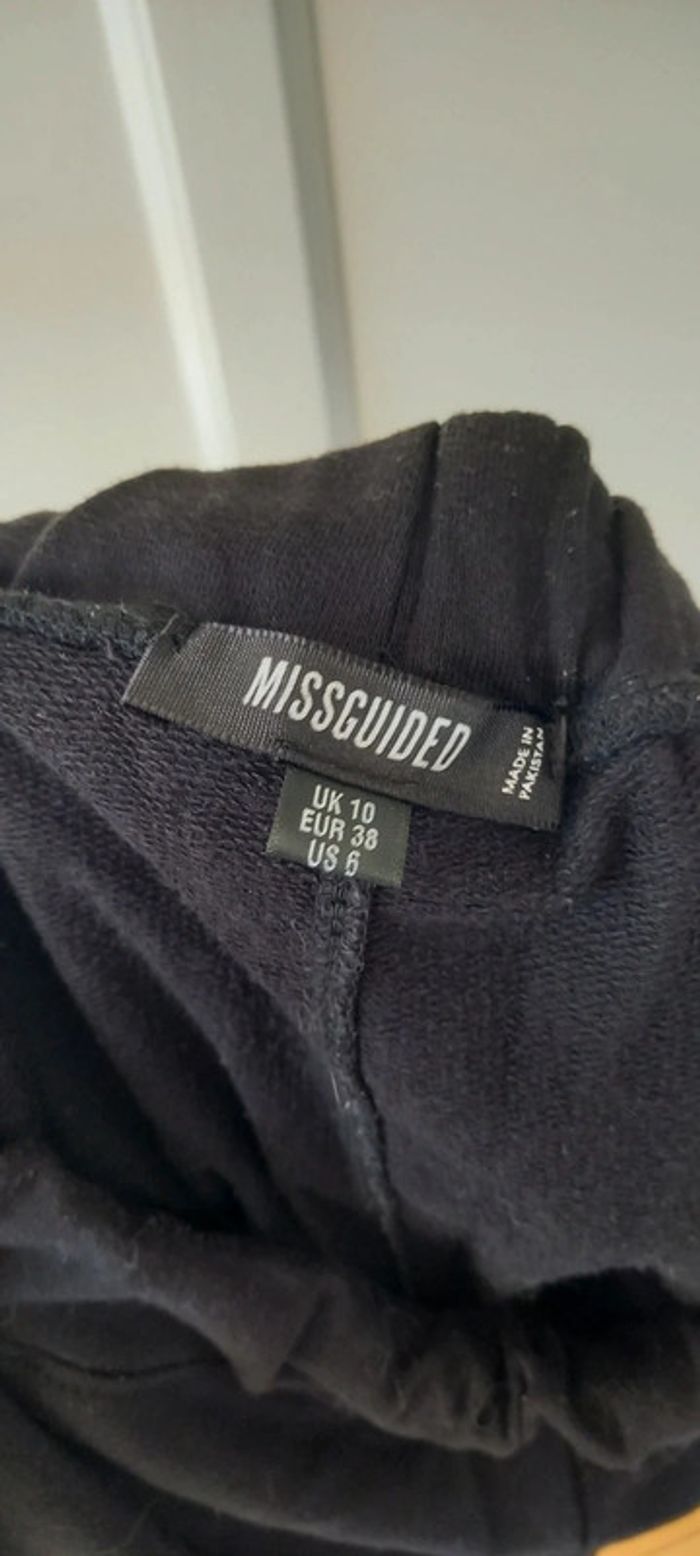 MISSGUIDED
MADE IN
PAKISTAN
UK 10
EUR 38
US 6